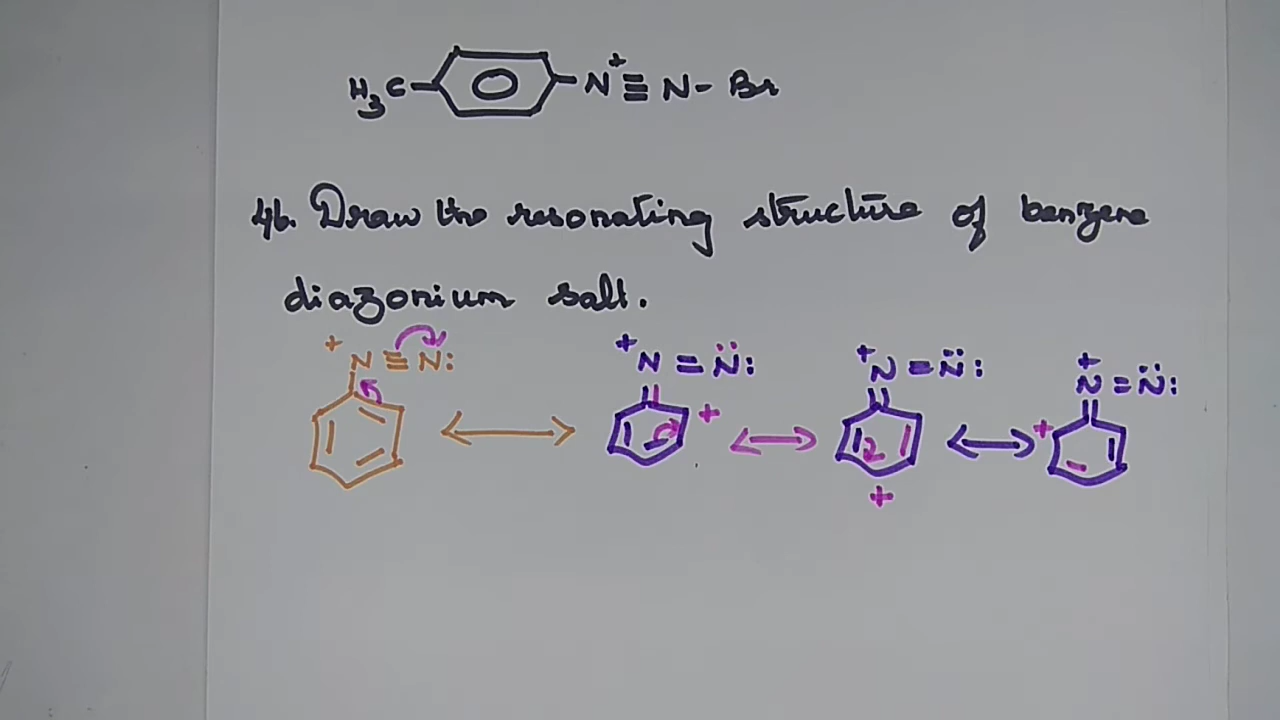 H3C N+ ≡ N - Br
46. Draw the resonating structure of benzene
diazonium salt.
+ N ≡ N: + N = N̈: + N = N̈: + N = N̈:
+ +
+